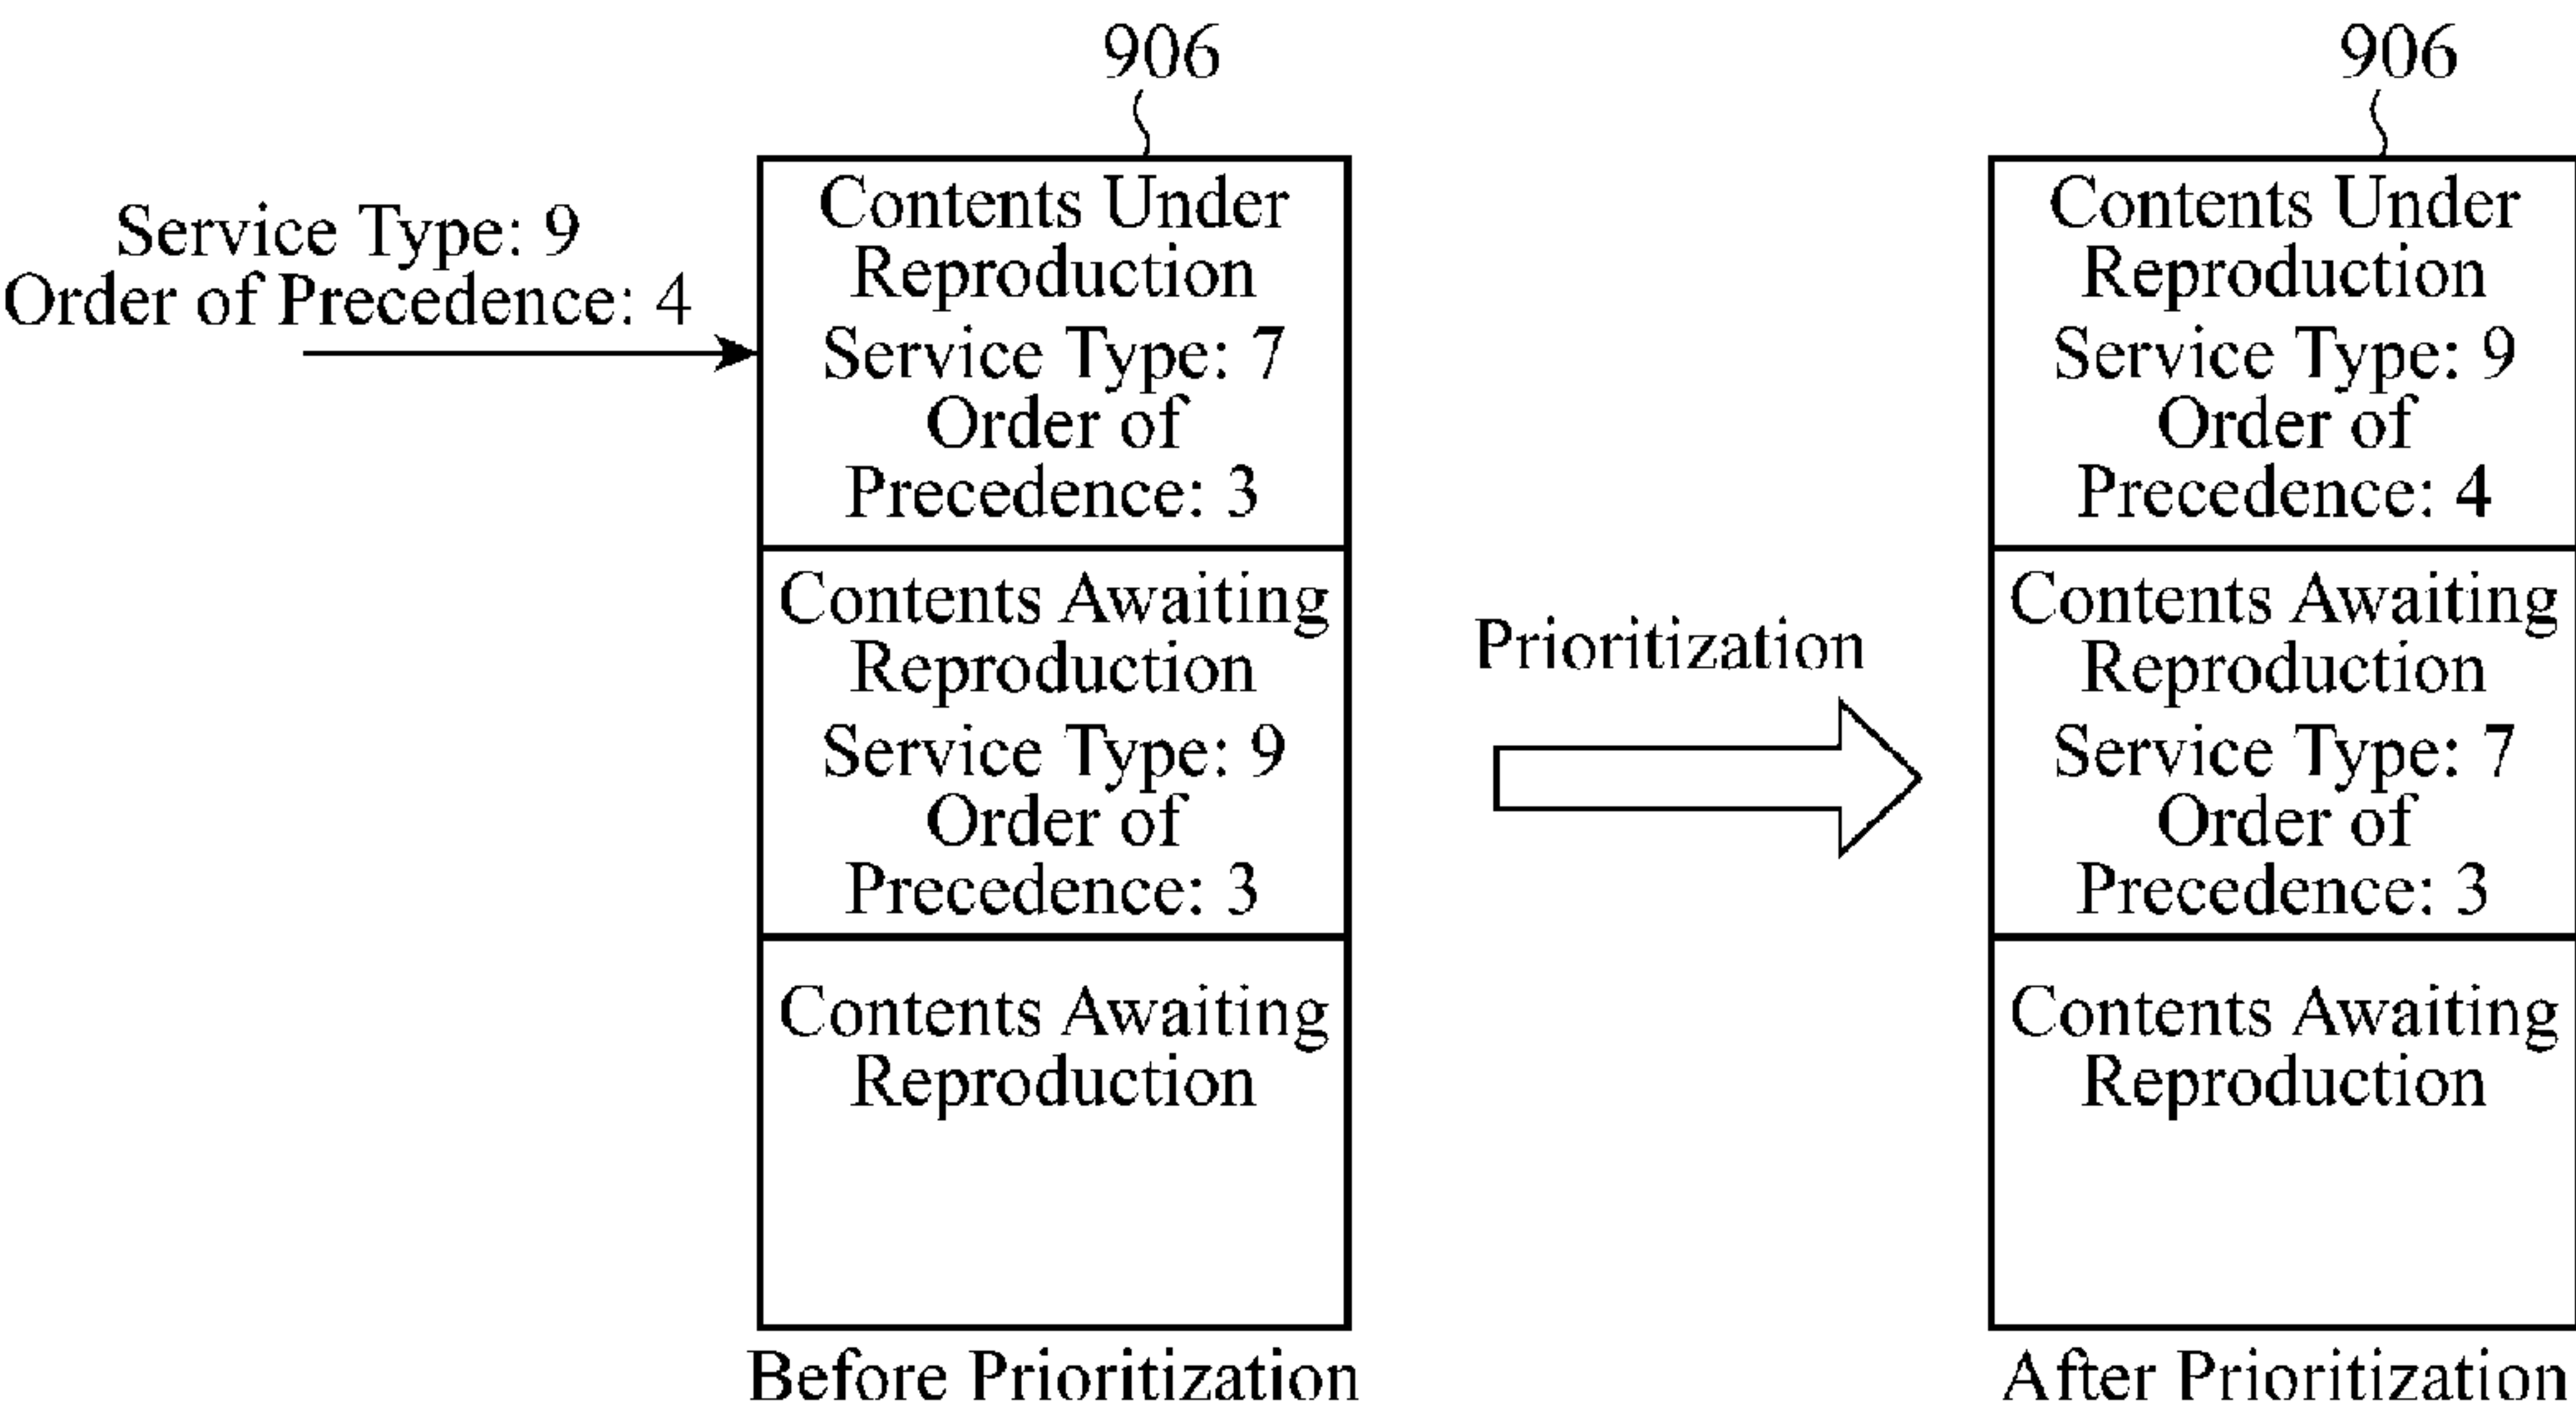 906
906
Service Type: 9
Order of Precedence: 4
Contents Under
Reproduction
Service Type: 7
Order of
Precedence: 3
Contents Awaiting
Reproduction
Service Type: 9
Order of
Precedence: 3
Contents Awaiting
Reproduction
Before Prioritization
Prioritization
Contents Under
Reproduction
Service Type: 9
Order of
Precedence: 4
Contents Awaiting
Reproduction
Service Type: 7
Order of
Precedence: 3
Contents Awaiting
Reproduction
After Prioritization